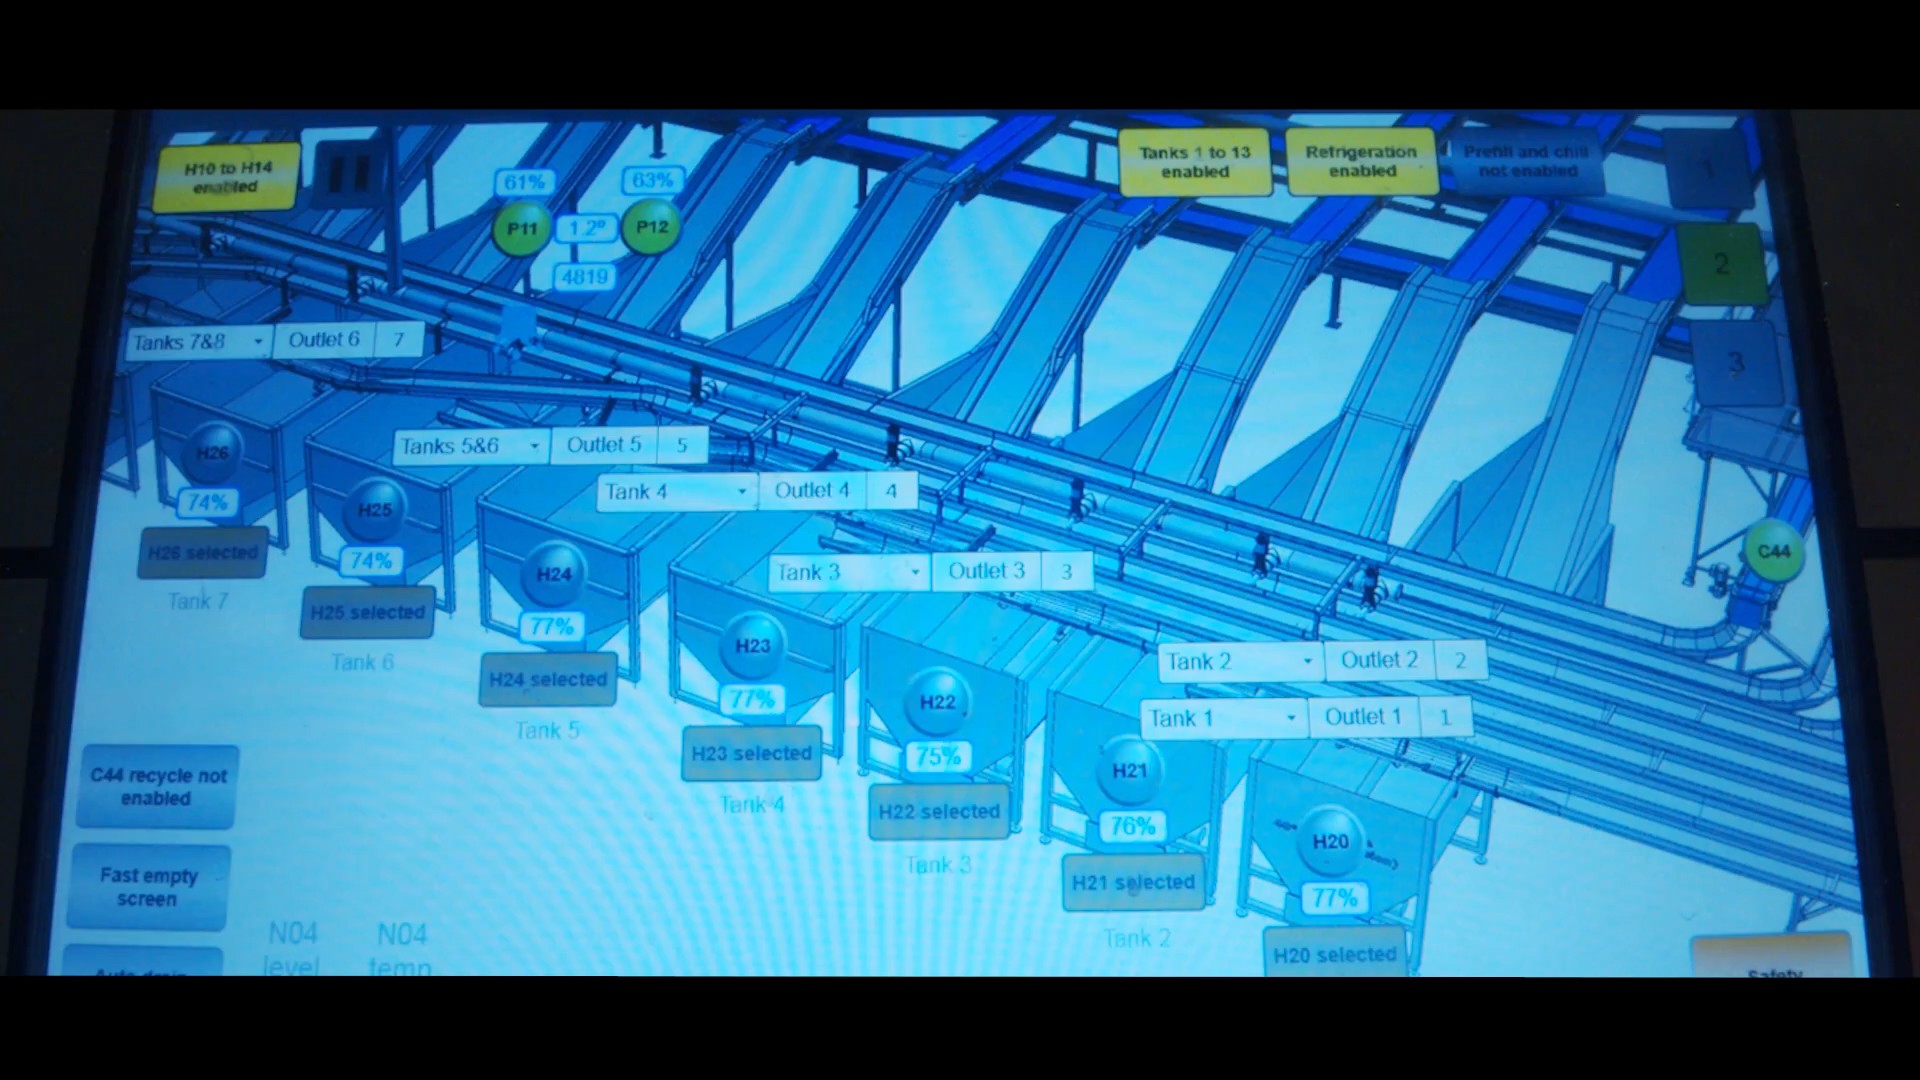 H10 to H14
enabled
61%
63%
P11
1.2º
P12
4819
Tanks 1 to 13
enabled
Refrigeration
enabled
Prefill and chill
not enabled
1
2
3
Tanks 7&8
Outlet 6
7
Tanks 5&6
Outlet 5
5
Tank 4
Outlet 4
4
Tank 3
Outlet 3
3
Tank 2
Outlet 2
2
Tank 1
Outlet 1
1
C44
H26
74%
H26 selected
Tank 7
H25
74%
H25 selected
Tank 6
H24
77%
H24 selected
Tank 5
H23
77%
H23 selected
Tank 4
H22
75%
H22 selected
Tank 3
H21
76%
H21 selected
Tank 2
H20
77%
H20 selected
C44 recycle not
enabled
Fast empty
screen
Auto drain
N04
level
N04
temp
Safety